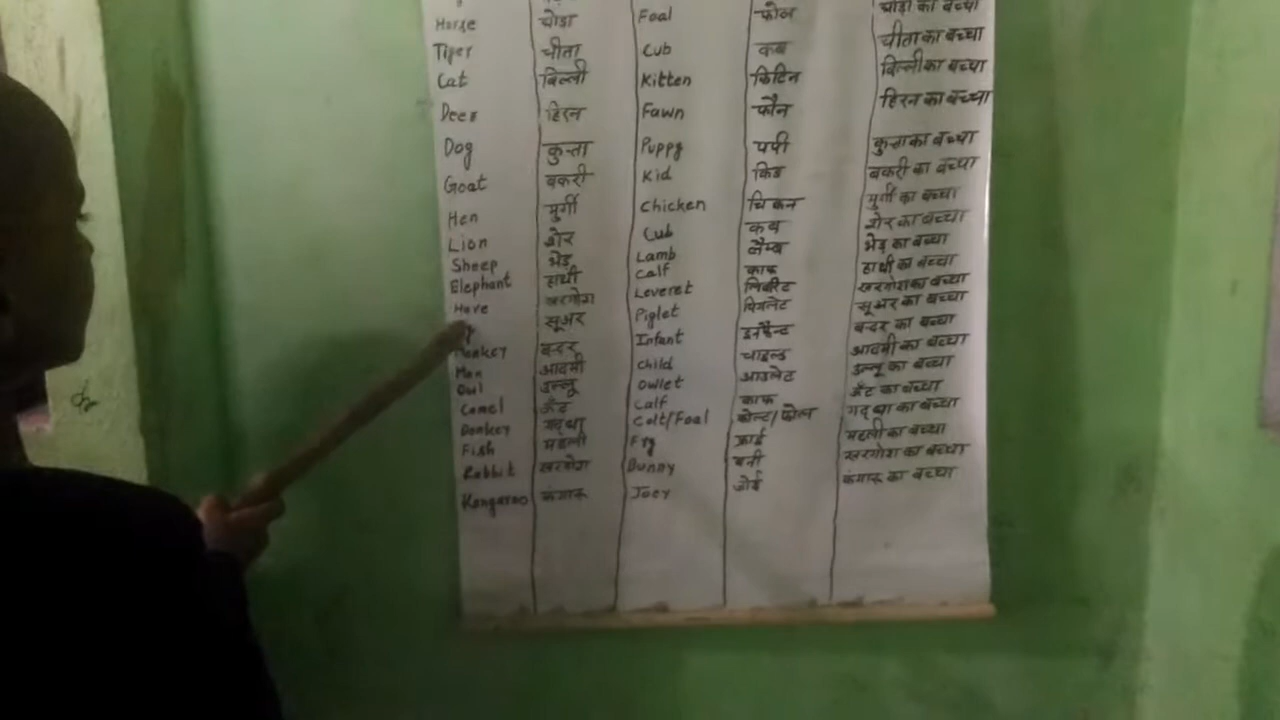 Horse घोडा Foal फोल घोडा का बच्चा
Tiger चीता Cub कब चीता का बच्चा
Cat बिल्ली Kitten किटिन बिल्ली का बच्चा
Deer हिरन Fawn फौन हिरन का बच्चा
Dog कुत्ता Puppy पपी कुत्ता का बच्चा
Goat बकरी Kid किड बकरी का बच्चा
Hen मुर्गी Chicken चिकन मुर्गी का बच्चा
Lion शेर Cub कब शेर का बच्चा
Sheep भेड़ Lamb लैम्ब भेड़ का बच्चा
Elephant हाथी Calf काफ हाथी का बच्चा
Hare खरगोश Leveret लिवरिट खरगोश का बच्चा
सूअर Piglet पिगलेट सूअर का बच्चा
Monkey बन्दर Infant इनफैन्ट बन्दर का बच्चा
Man आदमी Child चाइल्ड आदमी का बच्चा
Owl उल्लू Owlet आउलेट उल्लू का बच्चा
Camel ऊँट Calf काफ ऊँट का बच्चा
Donkey गद्धा Colt/Foal कोल्ट/फोल गद्धा का बच्चा
Fish मछली Fry फ्राई मछली का बच्चा
Rabbit खरगोश Bunny बनी खरगोश का बच्चा
Kangaroo कंगारू Joey जोई कंगारू का बच्चा